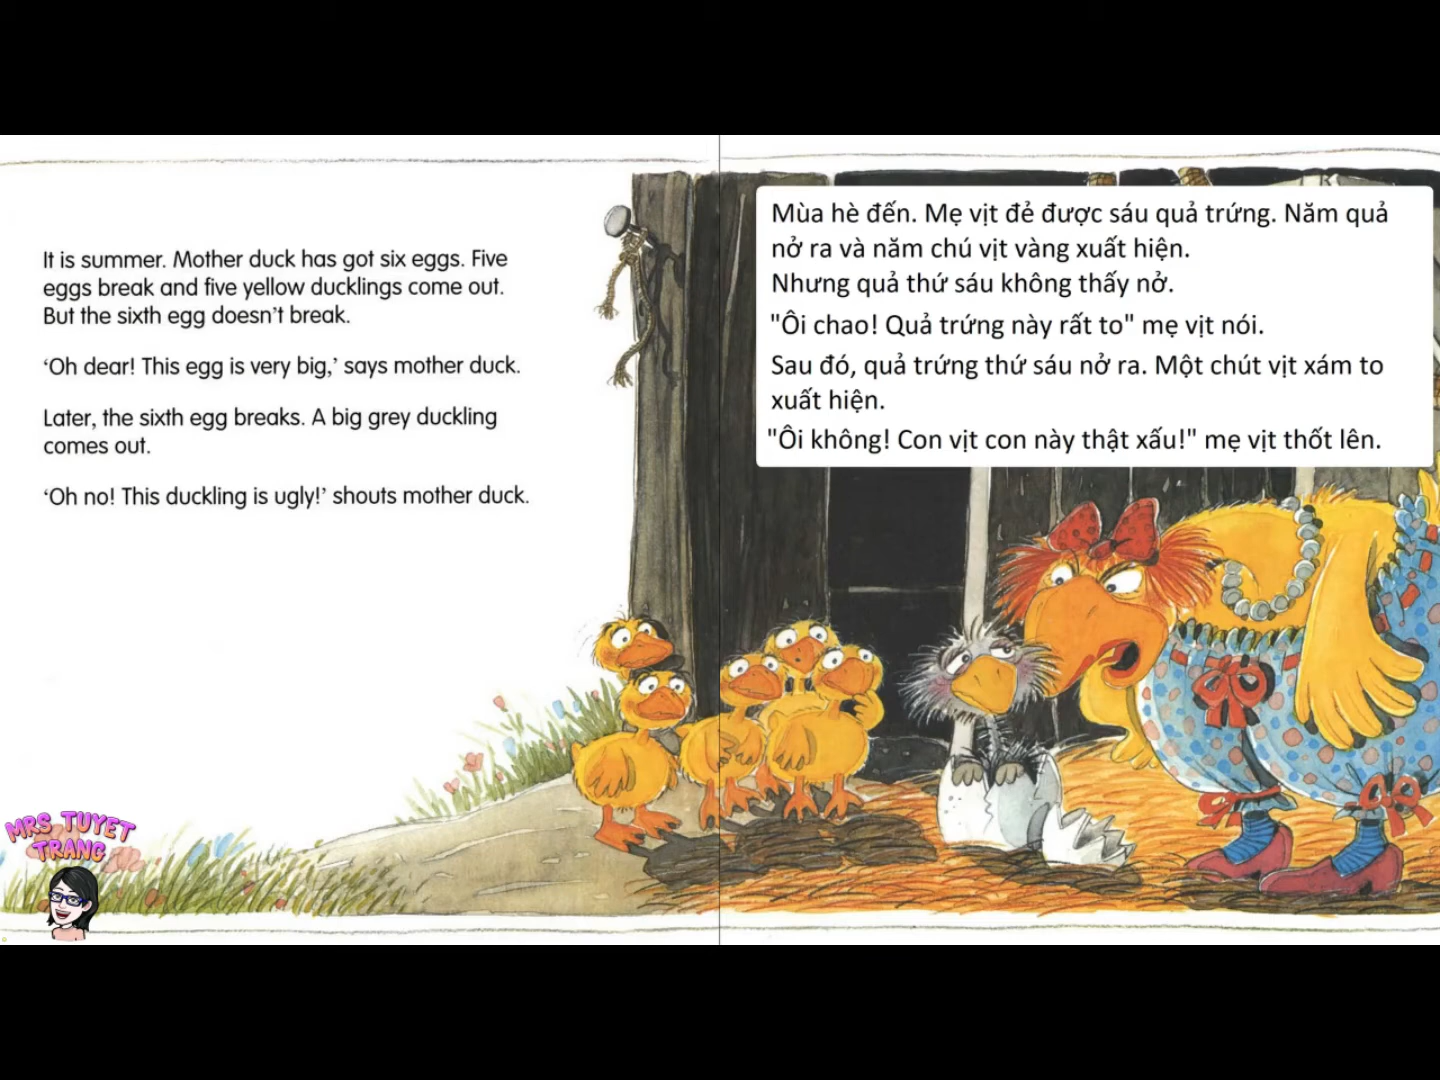 It is summer. Mother duck has got six eggs. Five
eggs break and five yellow ducklings come out.
But the sixth egg doesn't break.
‘Oh dear! This egg is very big,’ says mother duck.
Later, the sixth egg breaks. A big grey duckling
comes out.
‘Oh no! This duckling is ugly!’ shouts mother duck.
Mùa hè đến. Mẹ vịt đẻ được sáu quả trứng. Năm quả
nở ra và năm chú vịt vàng xuất hiện.
Nhưng quả thứ sáu không thấy nở.
"Ôi chao! Quả trứng này rất to" mẹ vịt nói.
Sau đó, quả trứng thứ sáu nở ra. Một chút vịt xám to
xuất hiện.
"Ôi không! Con vịt con này thật xấu!" mẹ vịt thốt lên.
MRS TUYET
TRANG